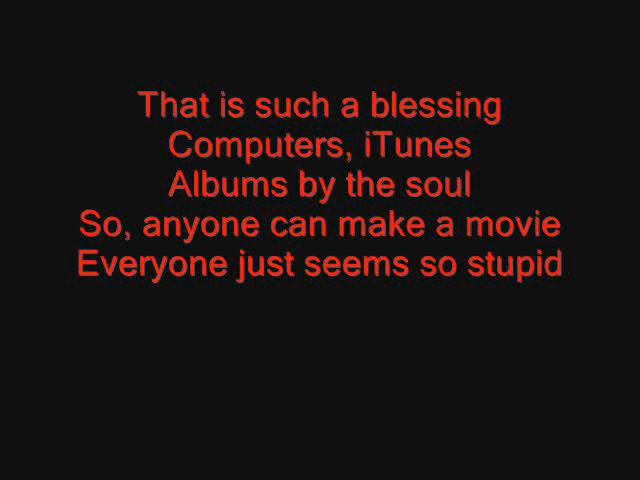 That is such a blessing
Computers, iTunes
Albums by the soul
So, anyone can make a movie
Everyone just seems so stupid